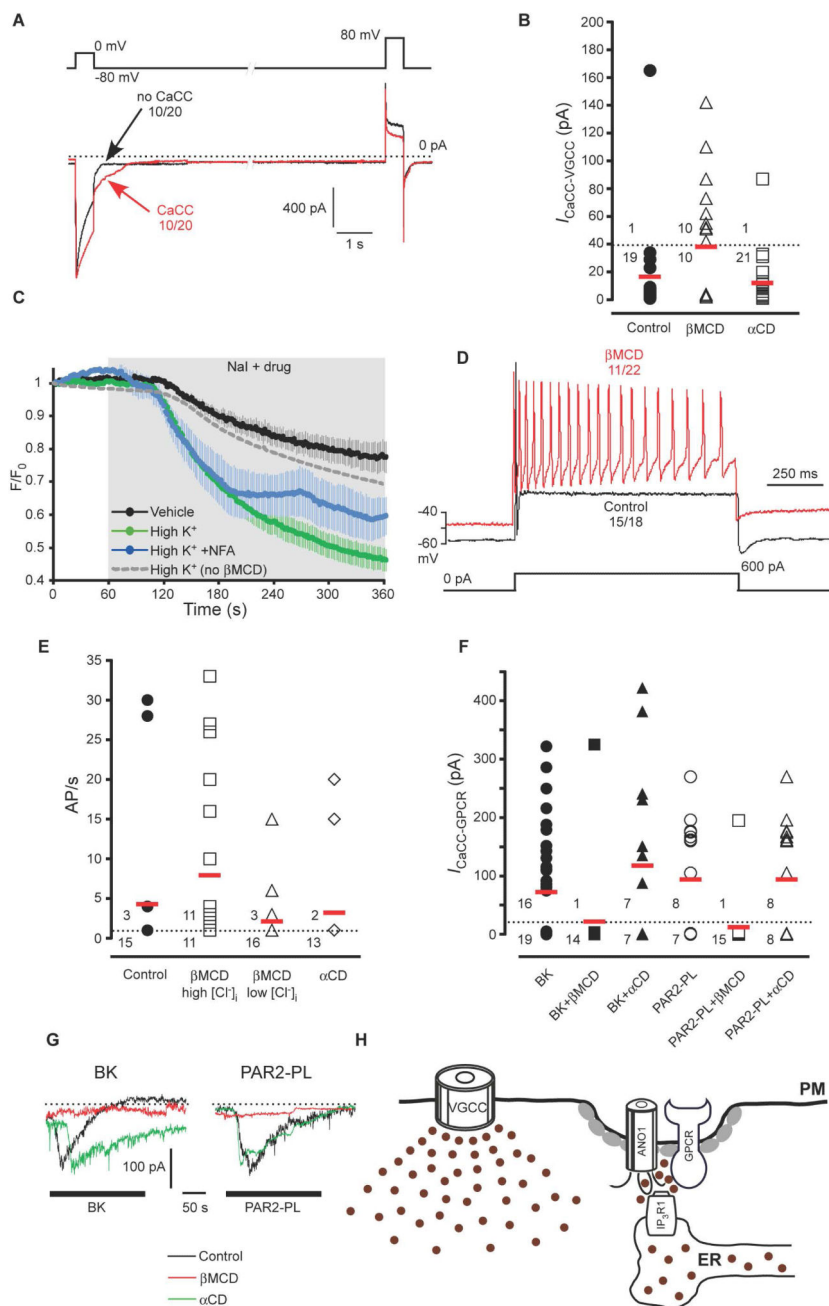 A
0 mV
-80 mV
80 mV
no CaCC
10/20
0 pA
CaCC
10/20
400 pA
1 s
B
I_CaCC-VGCC (pA)
200
180
160
140
120
100
80
60
40
20
0
1
10
1
19
10
21
Control
βMCD
αCD
C
NaI + drug
F/F₀
1
0.9
0.8
0.7
0.6
0.5
0.4
Vehicle
High K⁺
High K⁺ +NFA
High K⁺ (no βMCD)
0
60
120
180
240
300
360
Time (s)
D
βMCD
11/22
250 ms
-40
-60
mV
Control
15/18
0 pA
600 pA
E
AP/s
35
30
25
20
15
10
5
0
3
11
3
2
15
11
16
13
Control
βMCD
high [Cl⁻]ᵢ
βMCD
low [Cl⁻]ᵢ
αCD
F
I_CaCC-GPCR (pA)
400
300
200
100
0
16
1
7
8
1
8
19
14
7
7
15
8
BK
BK+βMCD
BK+αCD
PAR2-PL
PAR2-PL+βMCD
PAR2-PL+αCD
G
BK
PAR2-PL
100 pA
BK
50 s
PAR2-PL
Control
βMCD
αCD
H
VGCC
PM
ANO1
GPCR
IP₃R1
ER